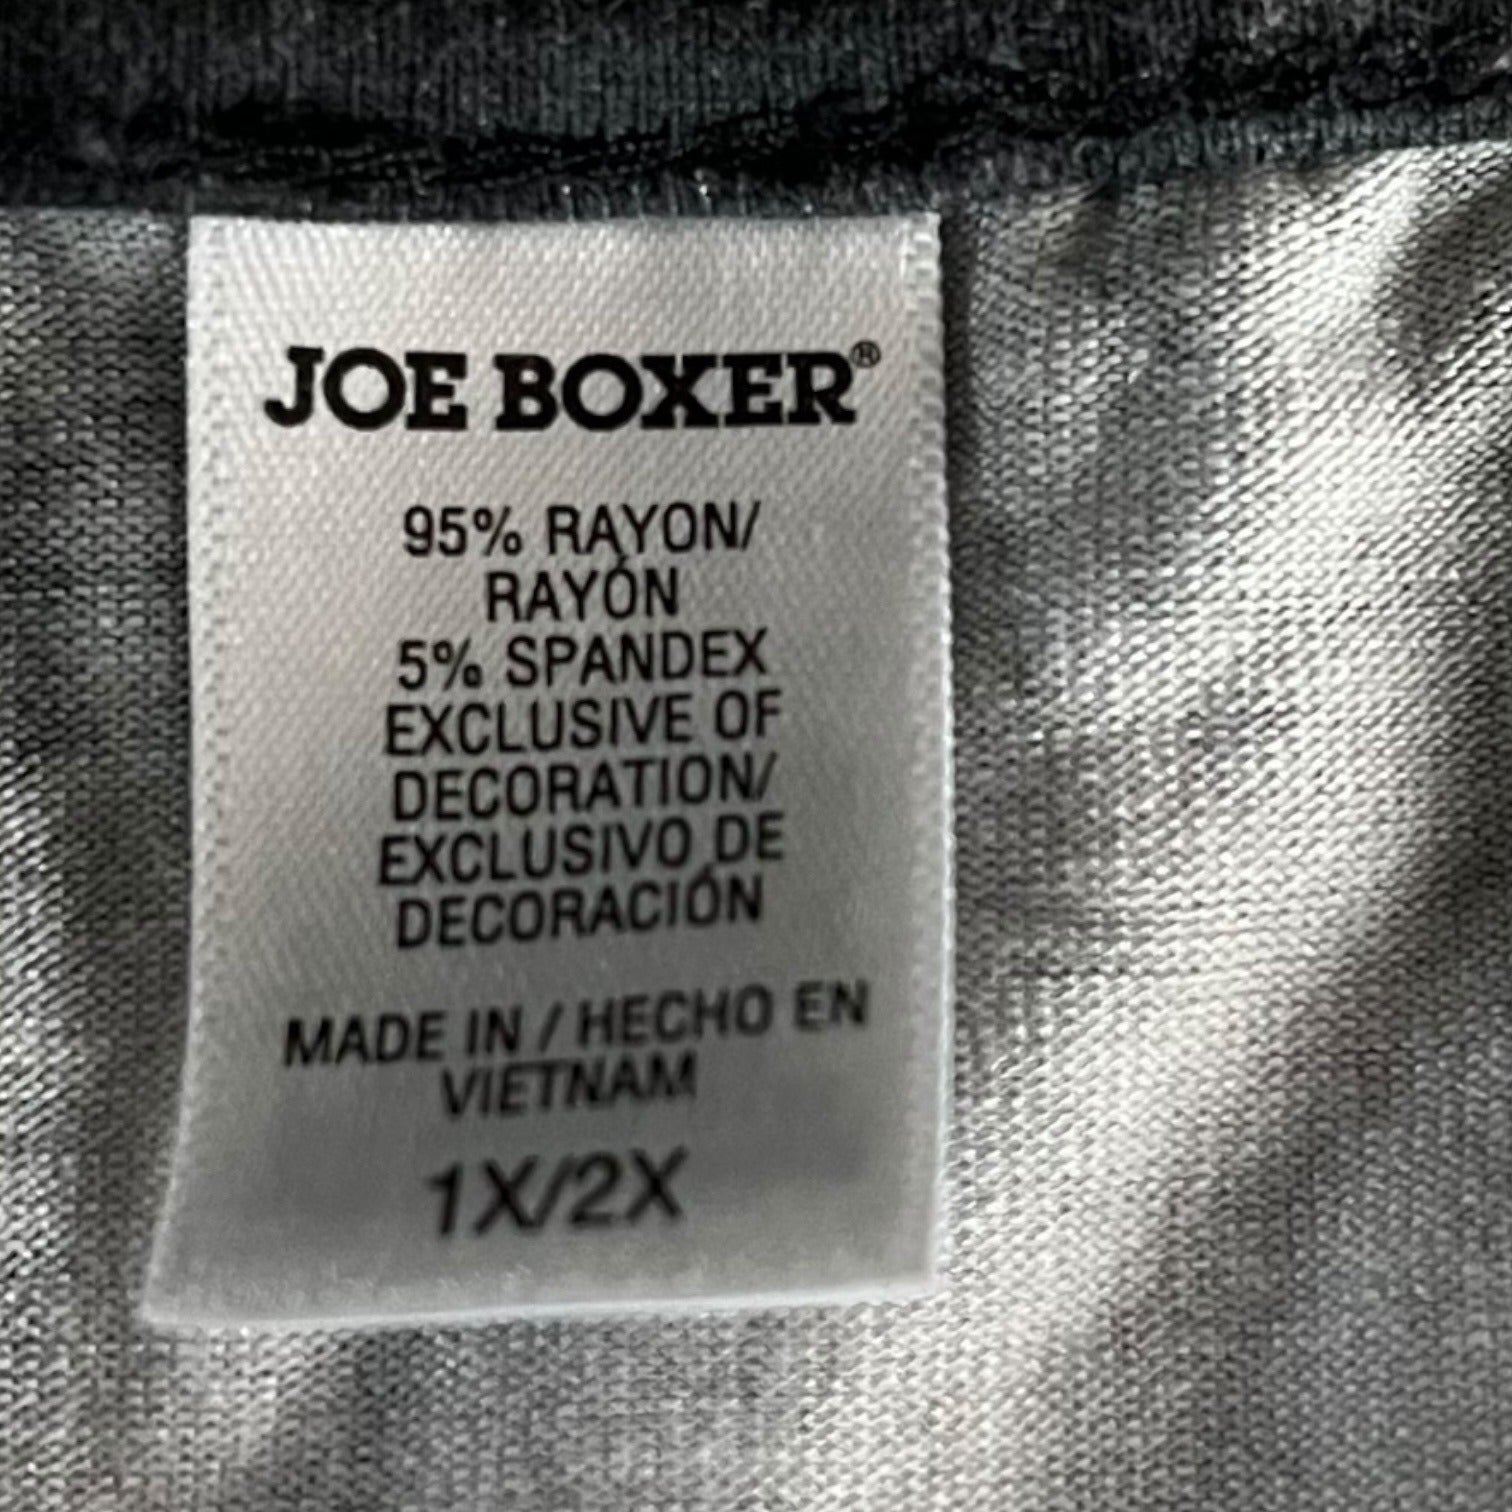 JOE BOXER®
95% RAYON/
RAYÓN
5% SPANDEX
EXCLUSIVE OF
DECORATION/
EXCLUSIVO DE
DECORACIÓN
MADE IN / HECHO EN
VIETNAM
1X/2X